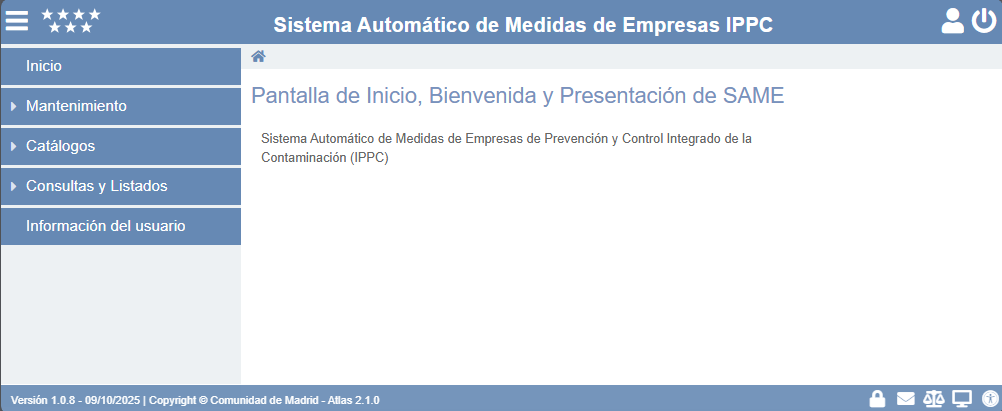 Sistema Automático de Medidas de Empresas IPPC
Inicio
Mantenimiento
Catálogos
Consultas y Listados
Información del usuario
Pantalla de Inicio, Bienvenida y Presentación de SAME
Sistema Automático de Medidas de Empresas de Prevención y Control Integrado de la
Contaminación (IPPC)
Versión 1.0.8 - 09/10/2025 | Copyright © Comunidad de Madrid - Atlas 2.1.0